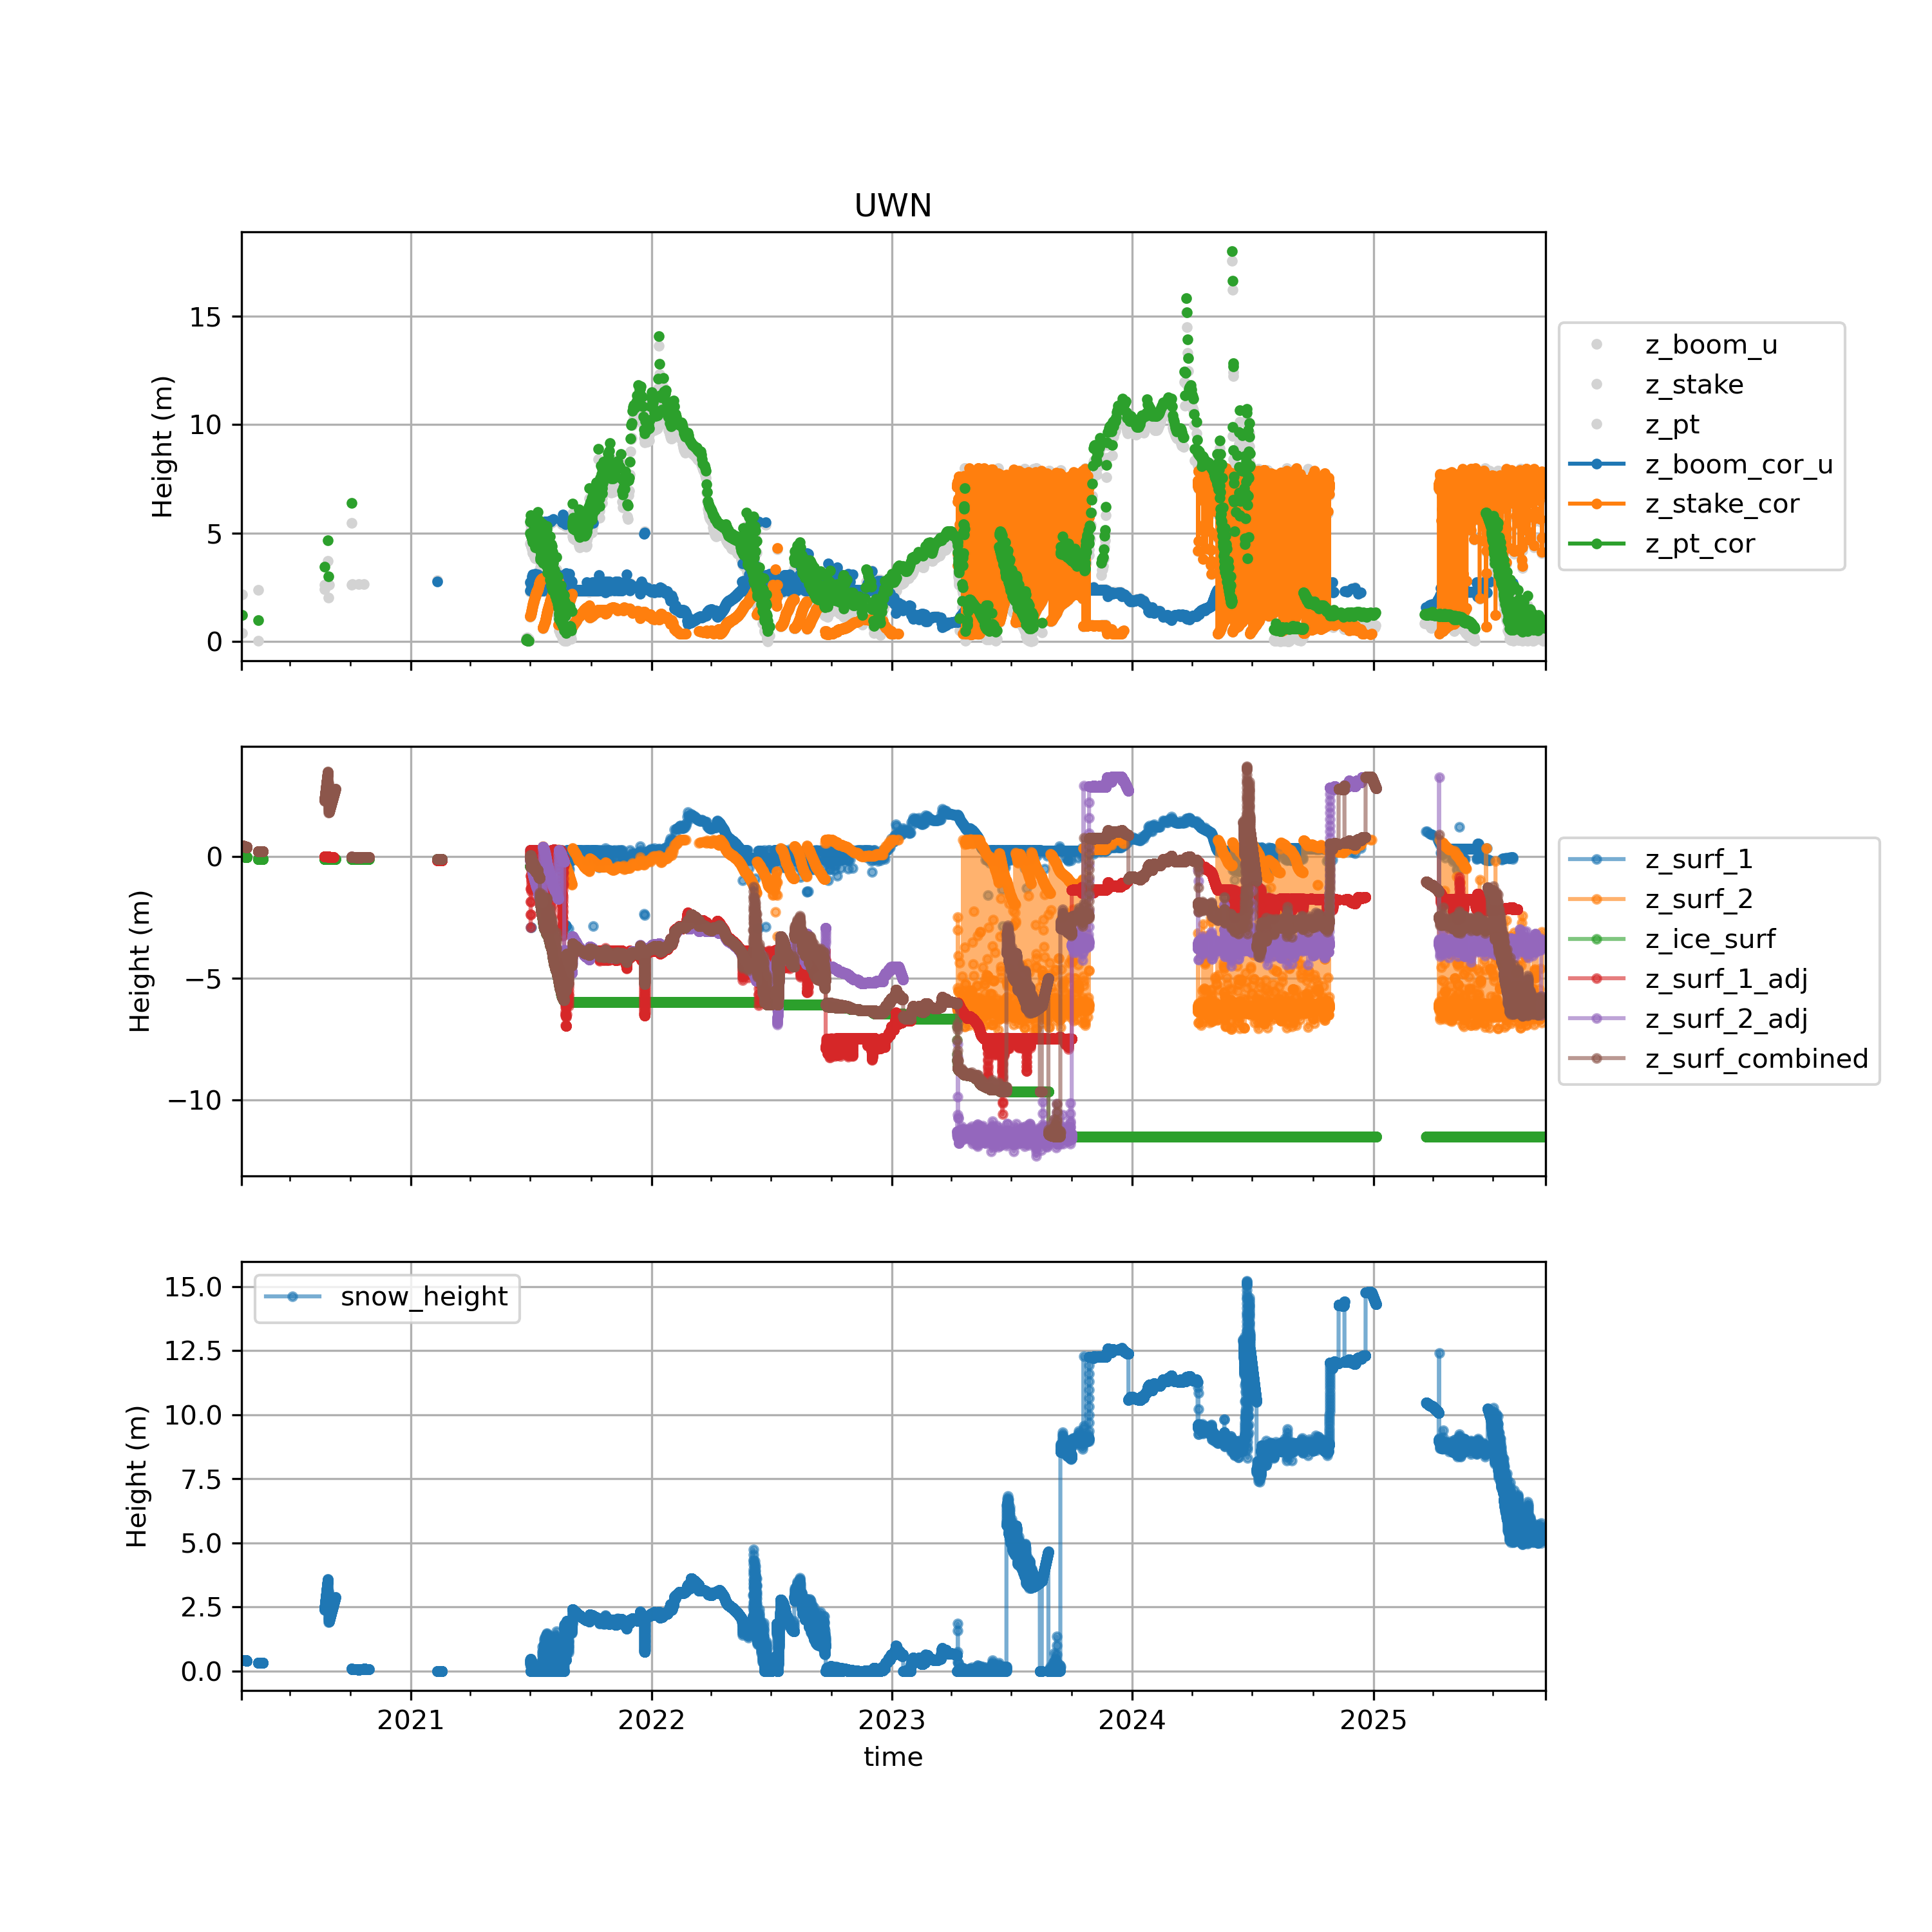 UWN
Height (m)
15
10
5
0
z_boom_u
z_stake
z_pt
z_boom_cor_u
z_stake_cor
z_pt_cor
Height (m)
0
−5
−10
z_surf_1
z_surf_2
z_ice_surf
z_surf_1_adj
z_surf_2_adj
z_surf_combined
Height (m)
15.0
12.5
10.0
7.5
5.0
2.5
0.0
snow_height
2021 2022 2023 2024 2025
time